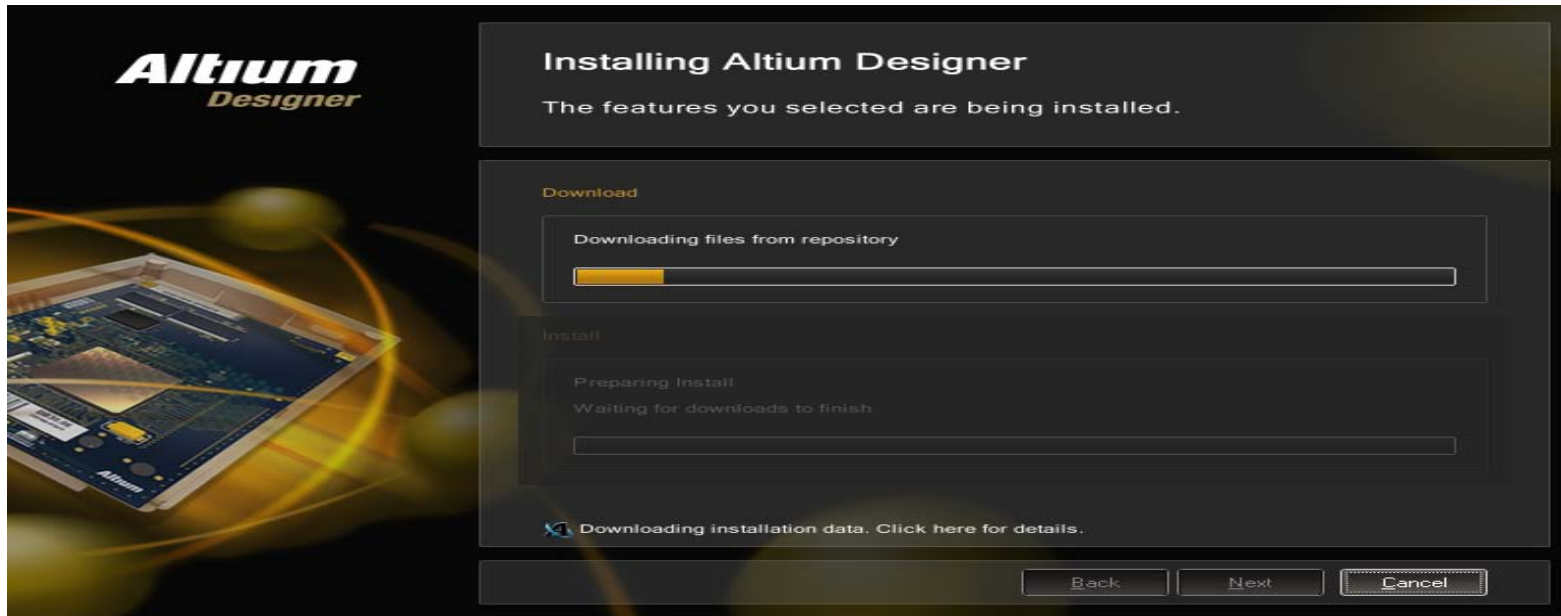 Altium
Designer
Installing Altium Designer
The features you selected are being installed.
Download
Downloading files from repository
Install
Preparing Install
Waiting for downloads to finish
Altium
Downloading installation data. Click here for details.
Back
Next
Cancel